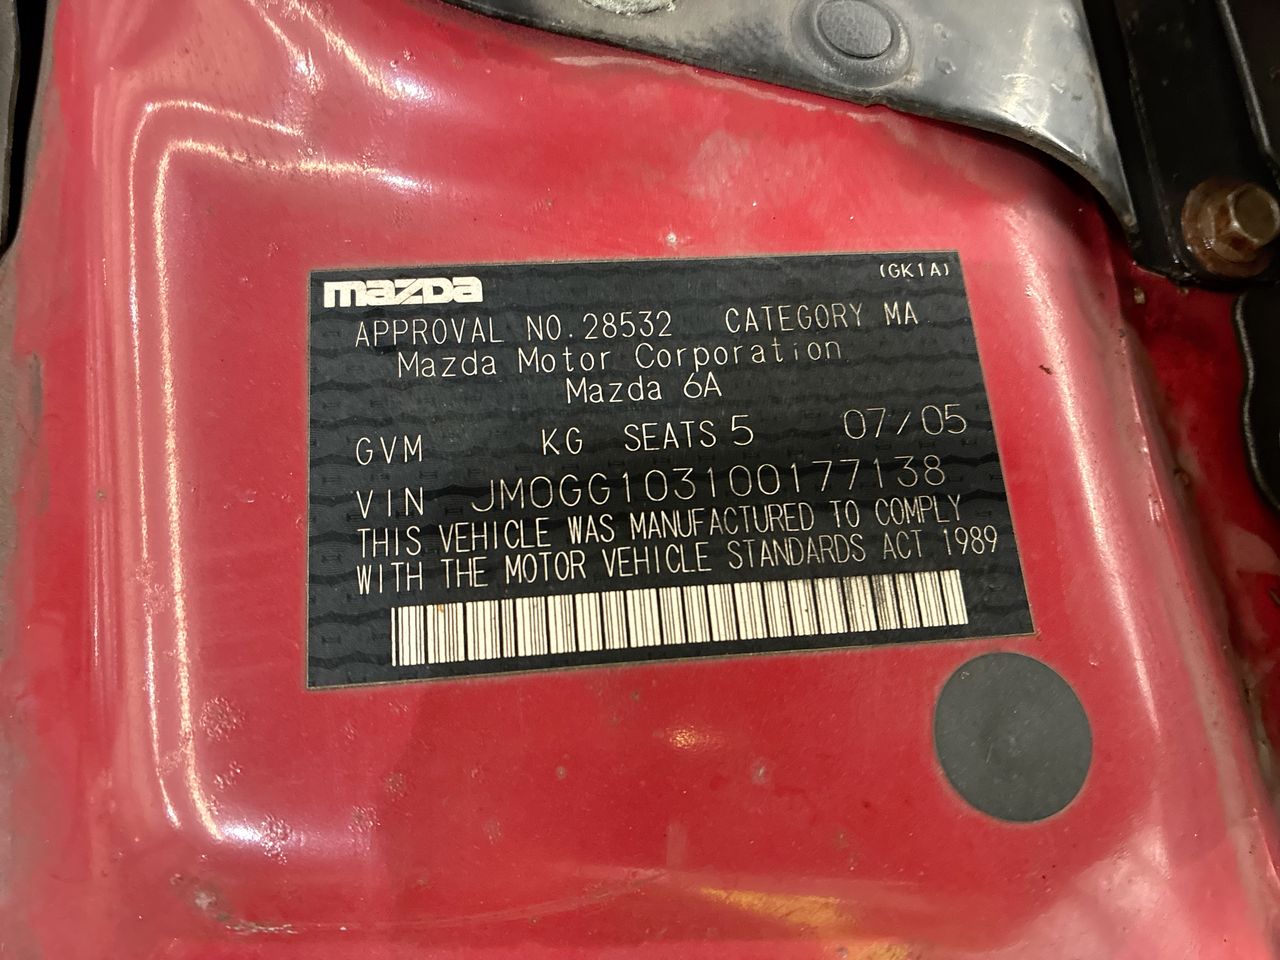 mazda
(GK1A)
APPROVAL NO.28532 CATEGORY MA
Mazda Motor Corporation
Mazda 6A
GVM KG SEATS 5 07/05
VIN JM0GG103100177138
THIS VEHICLE WAS MANUFACTURED TO COMPLY
WITH THE MOTOR VEHICLE STANDARDS ACT 1989